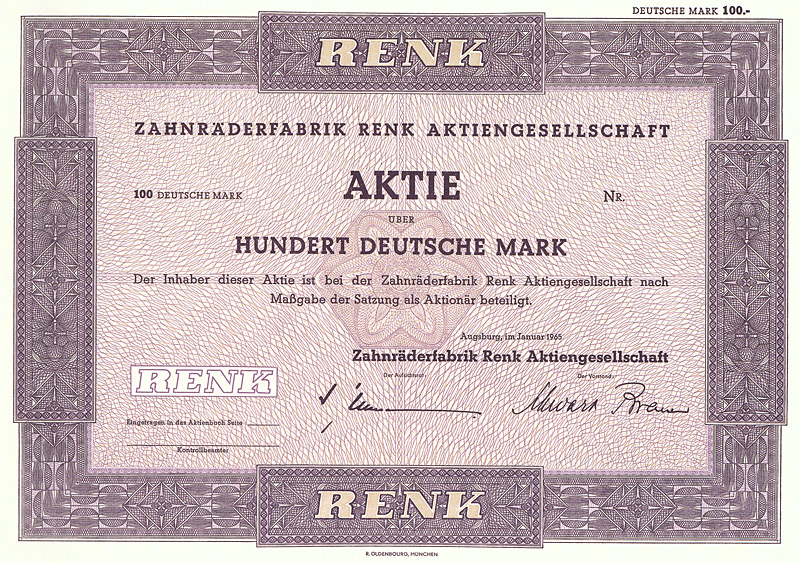 DEUTSCHE MARK 100.-
RENK
ZAHNRÄDERFABRIK RENK AKTIENGESELLSCHAFT
AKTIE
100 DEUTSCHE MARK
NR.
ÜBER
HUNDERT DEUTSCHE MARK
Der Inhaber dieser Aktie ist bei der Zahnräderfabrik Renk Aktiengesellschaft nach
Maßgabe der Satzung als Aktionär beteiligt.
Augsburg, im Januar 1965
Zahnräderfabrik Renk Aktiengesellschaft
Der Aufsichtsrat:
Der Vorstand:
RENK
Eingetragen in das Aktienbuch Seite
Kontrollbeamter
RENK
R. OLDENBOURG, MÜNCHEN